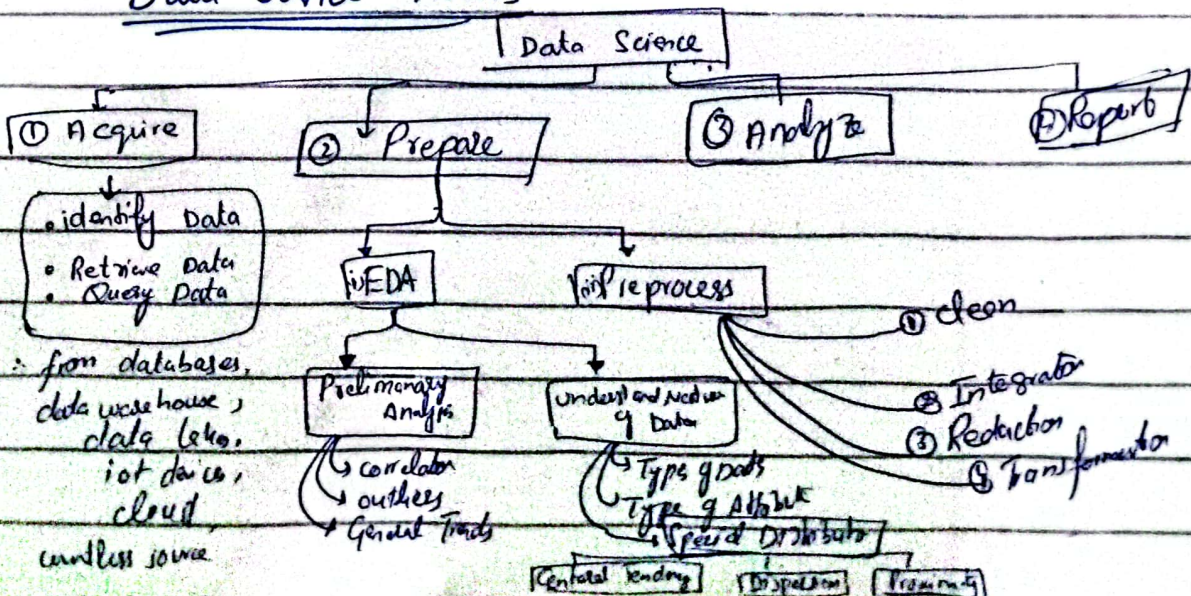 Data Science
① Acquire
② Prepare
③ Analyze
④ Report
• identify Data
• Retrieve Data
• Query Data
∴ from databases,
data warehouse,
data lakes,
iot devices,
cloud,
countless source
i) EDA
ii) Preprocess
① clean
② Integration
③ Reduction
④ Transformation
Preliminary
Analysis
Understand Nature
of Data
Correlation
outliers
General Trends
Type of Data
Type of Attribute
Distribution
Central Tendency
Dispersion
Proximity